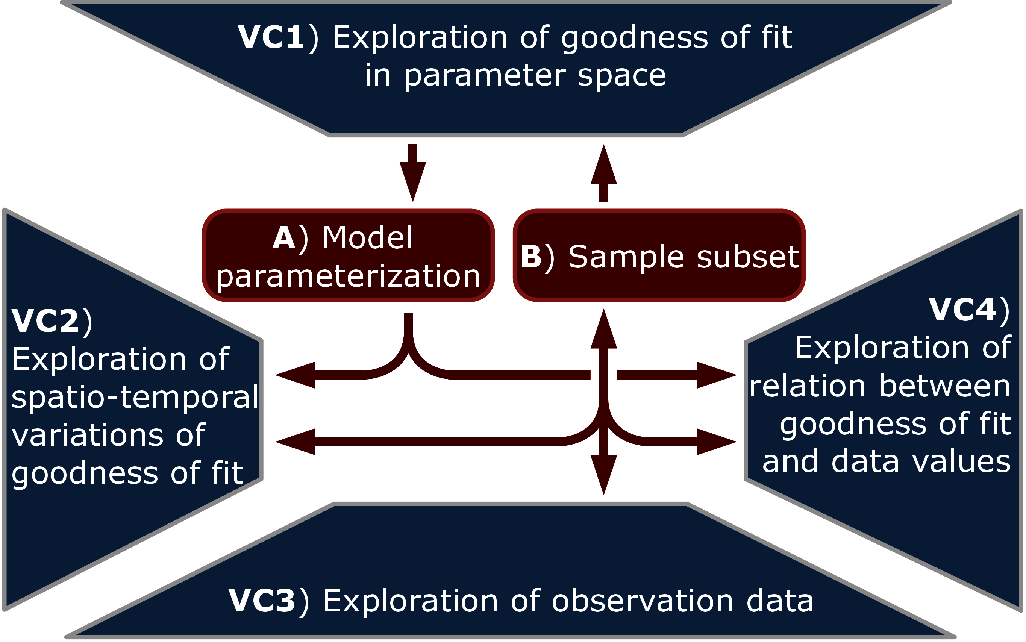 VC1) Exploration of goodness of fit
in parameter space
A) Model
parameterization
B) Sample subset
VC2)
Exploration of
spatio-temporal
variations of
goodness of fit
VC4)
Exploration of
relation between
goodness of fit
and data values
VC3) Exploration of observation data